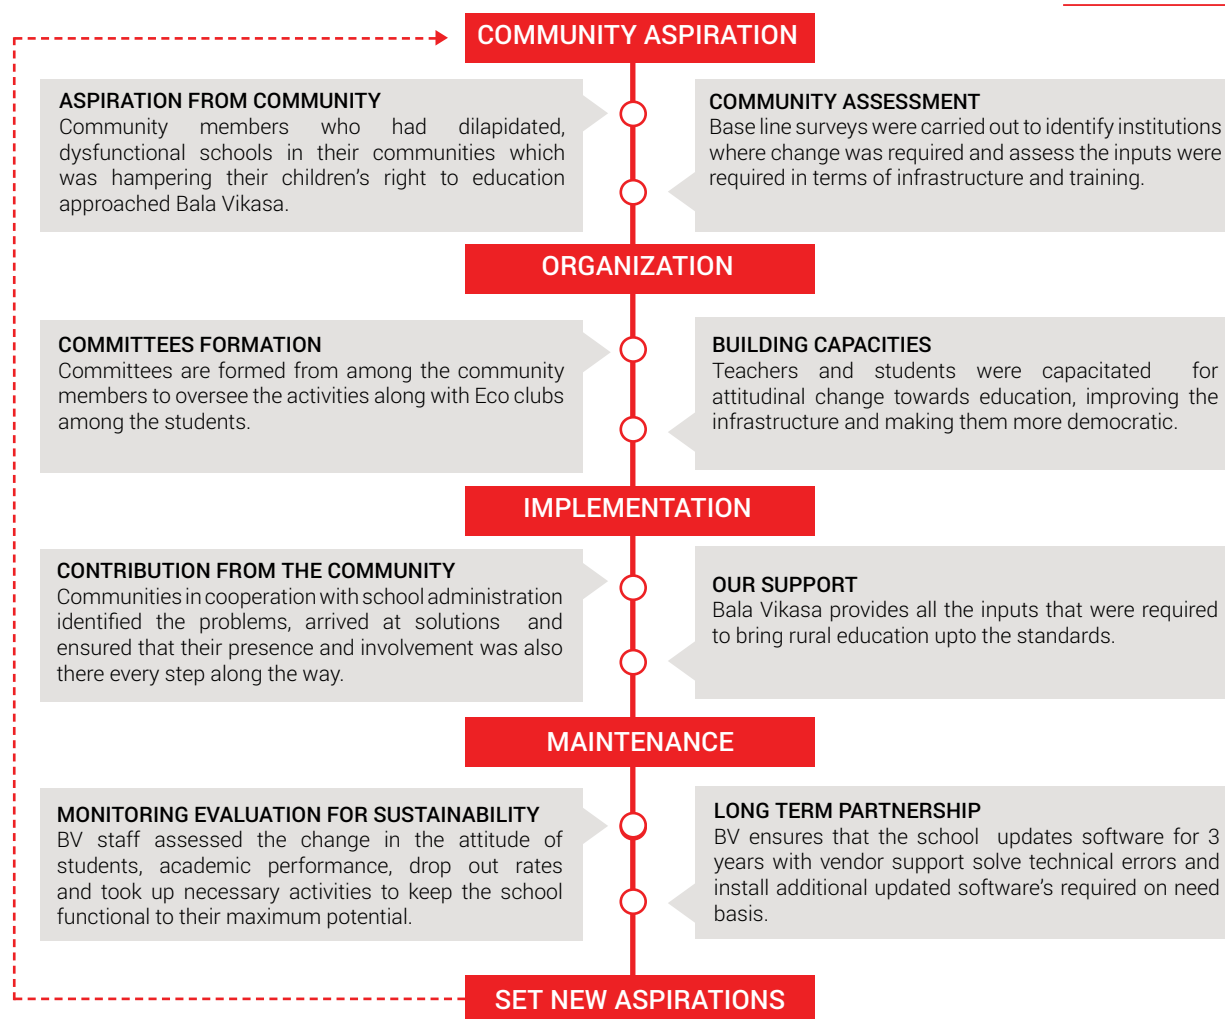 COMMUNITY ASPIRATION
ASPIRATION FROM COMMUNITY
Community members who had dilapidated,
dysfunctional schools in their communities which
was hampering their children's right to education
approached Bala Vikasa.
COMMUNITY ASSESSMENT
Base line surveys were carried out to identify institutions
where change was required and assess the inputs were
required in terms of infrastructure and training.
ORGANIZATION
COMMITTEES FORMATION
Committees are formed from among the community
members to oversee the activities along with Eco clubs
among the students.
BUILDING CAPACITIES
Teachers and students were capacitated for
attitudinal change towards education, improving the
infrastructure and making them more democratic.
IMPLEMENTATION
CONTRIBUTION FROM THE COMMUNITY
Communities in cooperation with school administration
identified the problems, arrived at solutions and
ensured that their presence and involvement was also
there every step along the way.
OUR SUPPORT
Bala Vikasa provides all the inputs that were required
to bring rural education upto the standards.
MAINTENANCE
MONITORING EVALUATION FOR SUSTAINABILITY
BV staff assessed the change in the attitude of
students, academic performance, drop out rates
and took up necessary activities to keep the school
functional to their maximum potential.
LONG TERM PARTNERSHIP
BV ensures that the school updates software for 3
years with vendor support solve technical errors and
install additional updated software's required on need
basis.
SET NEW ASPIRATIONS